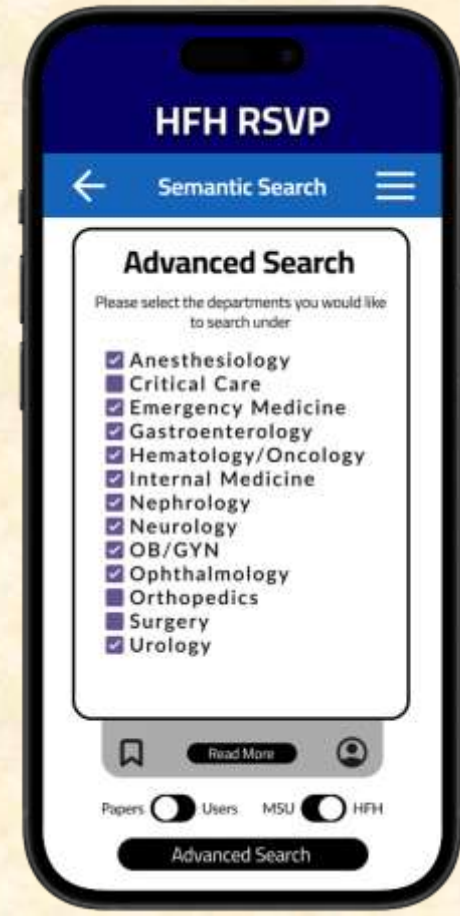 HFH RSVP
Semantic Search
Advanced Search
Please select the departments you would like
to search under
Anesthesiology
Critical Care
Emergency Medicine
Gastroenterology
Hematology/Oncology
Internal Medicine
Nephrology
Neurology
OB/GYN
Ophthalmology
Orthopedics
Surgery
Urology
Read More
Papers Users MSU HFH
Advanced Search